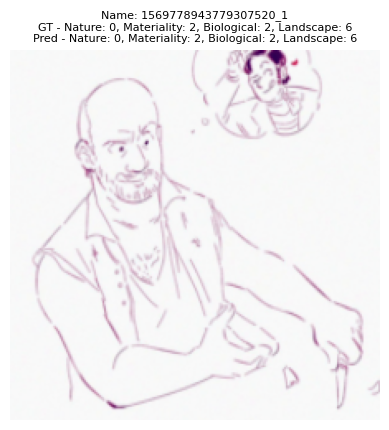 Name: 1569778943779307520_1
GT - Nature: 0, Materiality: 2, Biological: 2, Landscape: 6
Pred - Nature: 0, Materiality: 2, Biological: 2, Landscape: 6